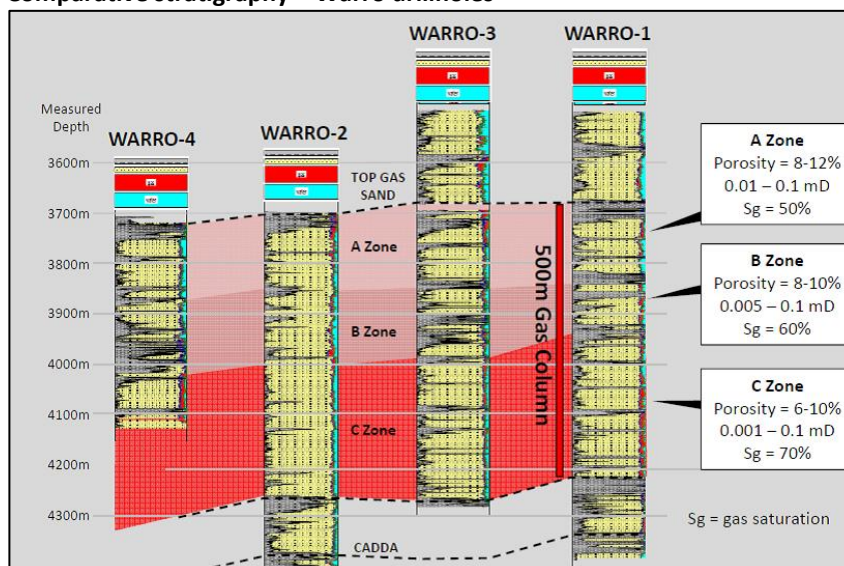 Comparative stratigraphy – Warro drillholes
WARRO-3
WARRO-1
Measured
Depth
WARRO-4
WARRO-2
3600m
3700m
3800m
3900m
4000m
4100m
4200m
4300m
TOP GAS
SAND
A Zone
B Zone
C Zone
500m Gas Column
CADDA
A Zone
Porosity = 8-12%
0.01 – 0.1 mD
Sg = 50%
B Zone
Porosity = 8-10%
0.005 – 0.1 mD
Sg = 60%
C Zone
Porosity = 6-10%
0.001 – 0.1 mD
Sg = 70%
Sg = gas saturation